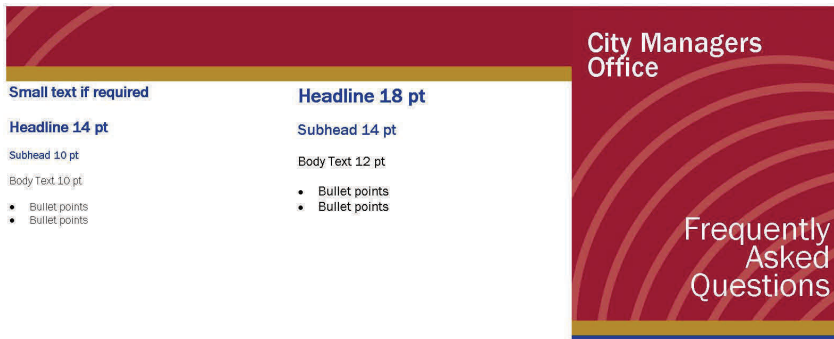 Small text if required
Headline 14 pt
Subhead 10 pt
Body Text 10 pt
• Bullet points
• Bullet points
Headline 18 pt
Subhead 14 pt
Body Text 12 pt
• Bullet points
• Bullet points
City Managers
Office
Frequently
Asked
Questions